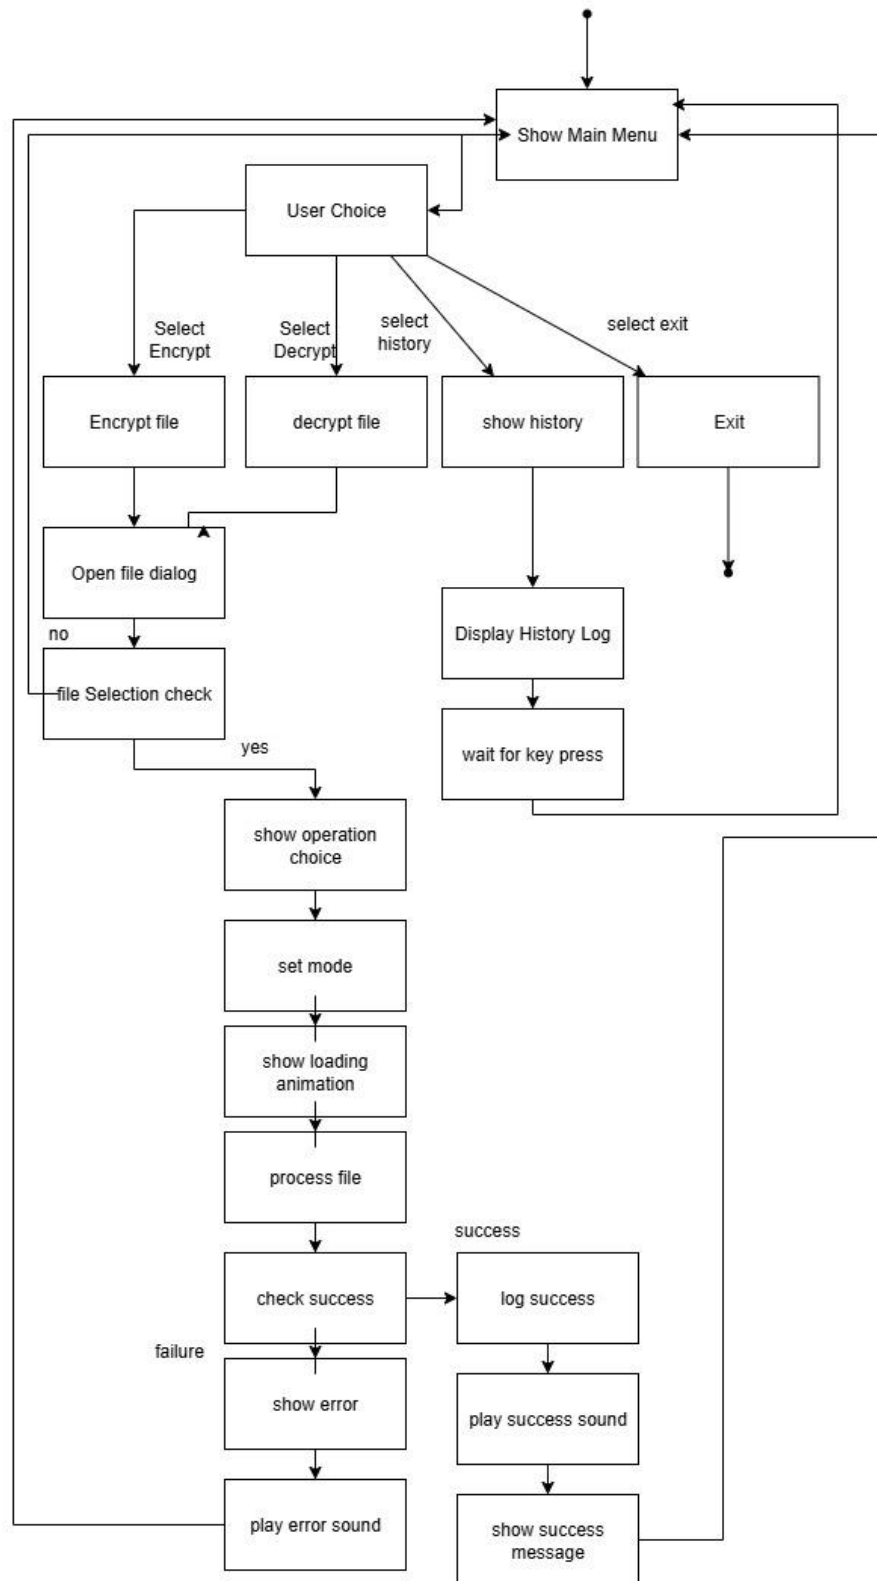 Show Main Menu
User Choice
Select
Encrypt
Select
Decrypt
select
history
select exit
Encrypt file
decrypt file
show history
Exit
Open file dialog
no
file Selection check
yes
Display History Log
wait for key press
show operation
choice
set mode
show loading
animation
process file
success
check success
log success
failure
show error
play success sound
play error sound
show success
message